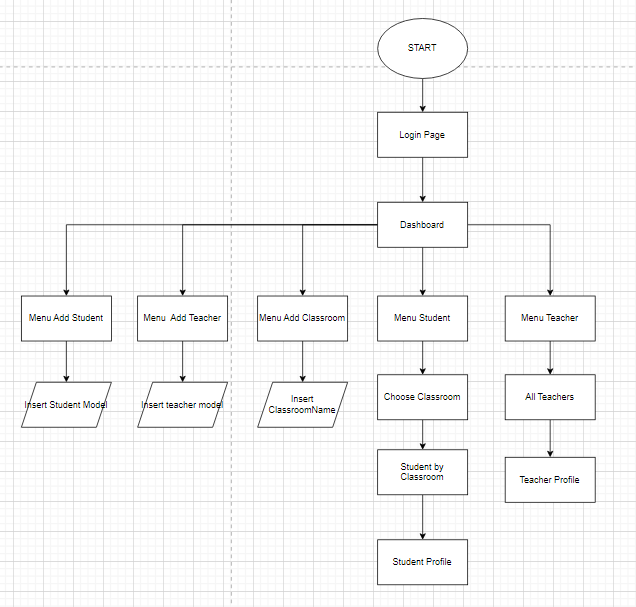 START
Login Page
Dashboard
Menu Add Student
Menu Add Teacher
Menu Add Classroom
Menu Student
Menu Teacher
Insert Student Model
Insert teacher model
Insert
ClassroomName
Choose Classroom
All Teachers
Student by
Classroom
Teacher Profile
Student Profile